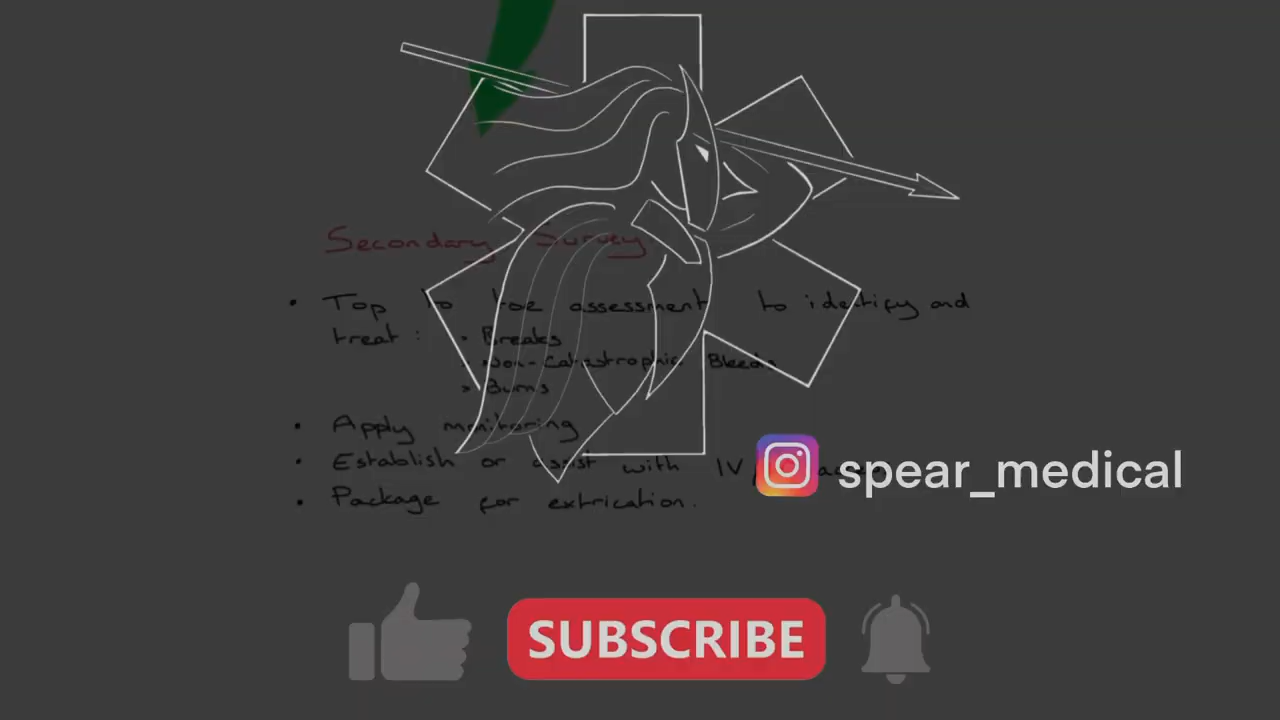 Secondary Survey:
• Top to toe assessment to identify and
treat : • Breaks
• Non-Catastrophic Bleeds
• Burns
• Apply monitoring
• Establish or assist with IV
• Package for extrication.
spear_medical
SUBSCRIBE